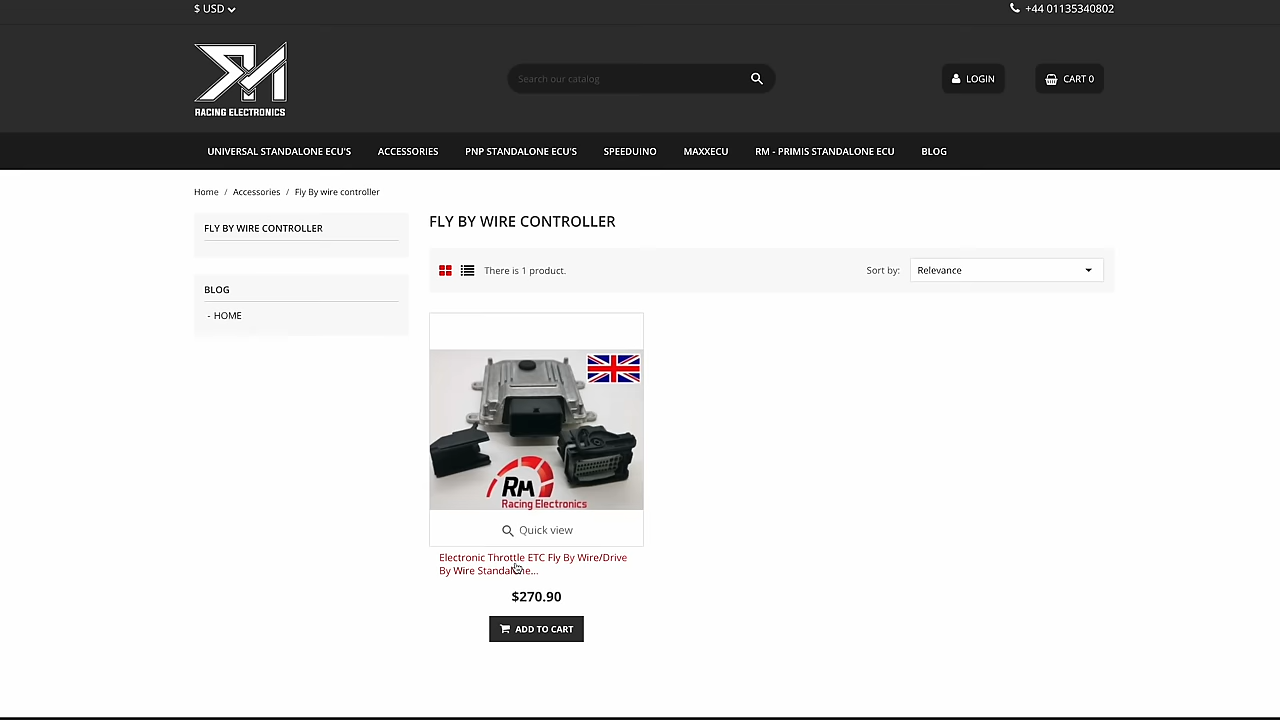 $ USD
+44 01135340802
RM
RACING ELECTRONICS
Search our catalog
LOGIN
CART 0
UNIVERSAL STANDALONE ECU'S
ACCESSORIES
PNP STANDALONE ECU'S
SPEEDUINO
MAXXECU
RM - PRIMIS STANDALONE ECU
BLOG
Home / Accessories / Fly By wire controller
FLY BY WIRE CONTROLLER
BLOG
- HOME
FLY BY WIRE CONTROLLER
There is 1 product.
Sort by:
Relevance
RM
Racing Electronics
Quick view
Electronic Throttle ETC Fly By Wire/Drive
By Wire Standalone...
$270.90
ADD TO CART